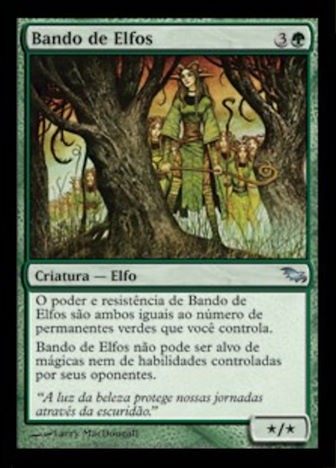 Bando de Elfos 3
Criatura — Elfo
O poder e resistência de Bando de
Elfos são ambos iguais ao número de
permanentes verdes que você controla.
Bando de Elfos não pode ser alvo de
mágicas nem de habilidades controladas
por seus oponentes.
“A luz da beleza protege nossas jornadas
através da escuridão.”
Larry MacDougall
*/*